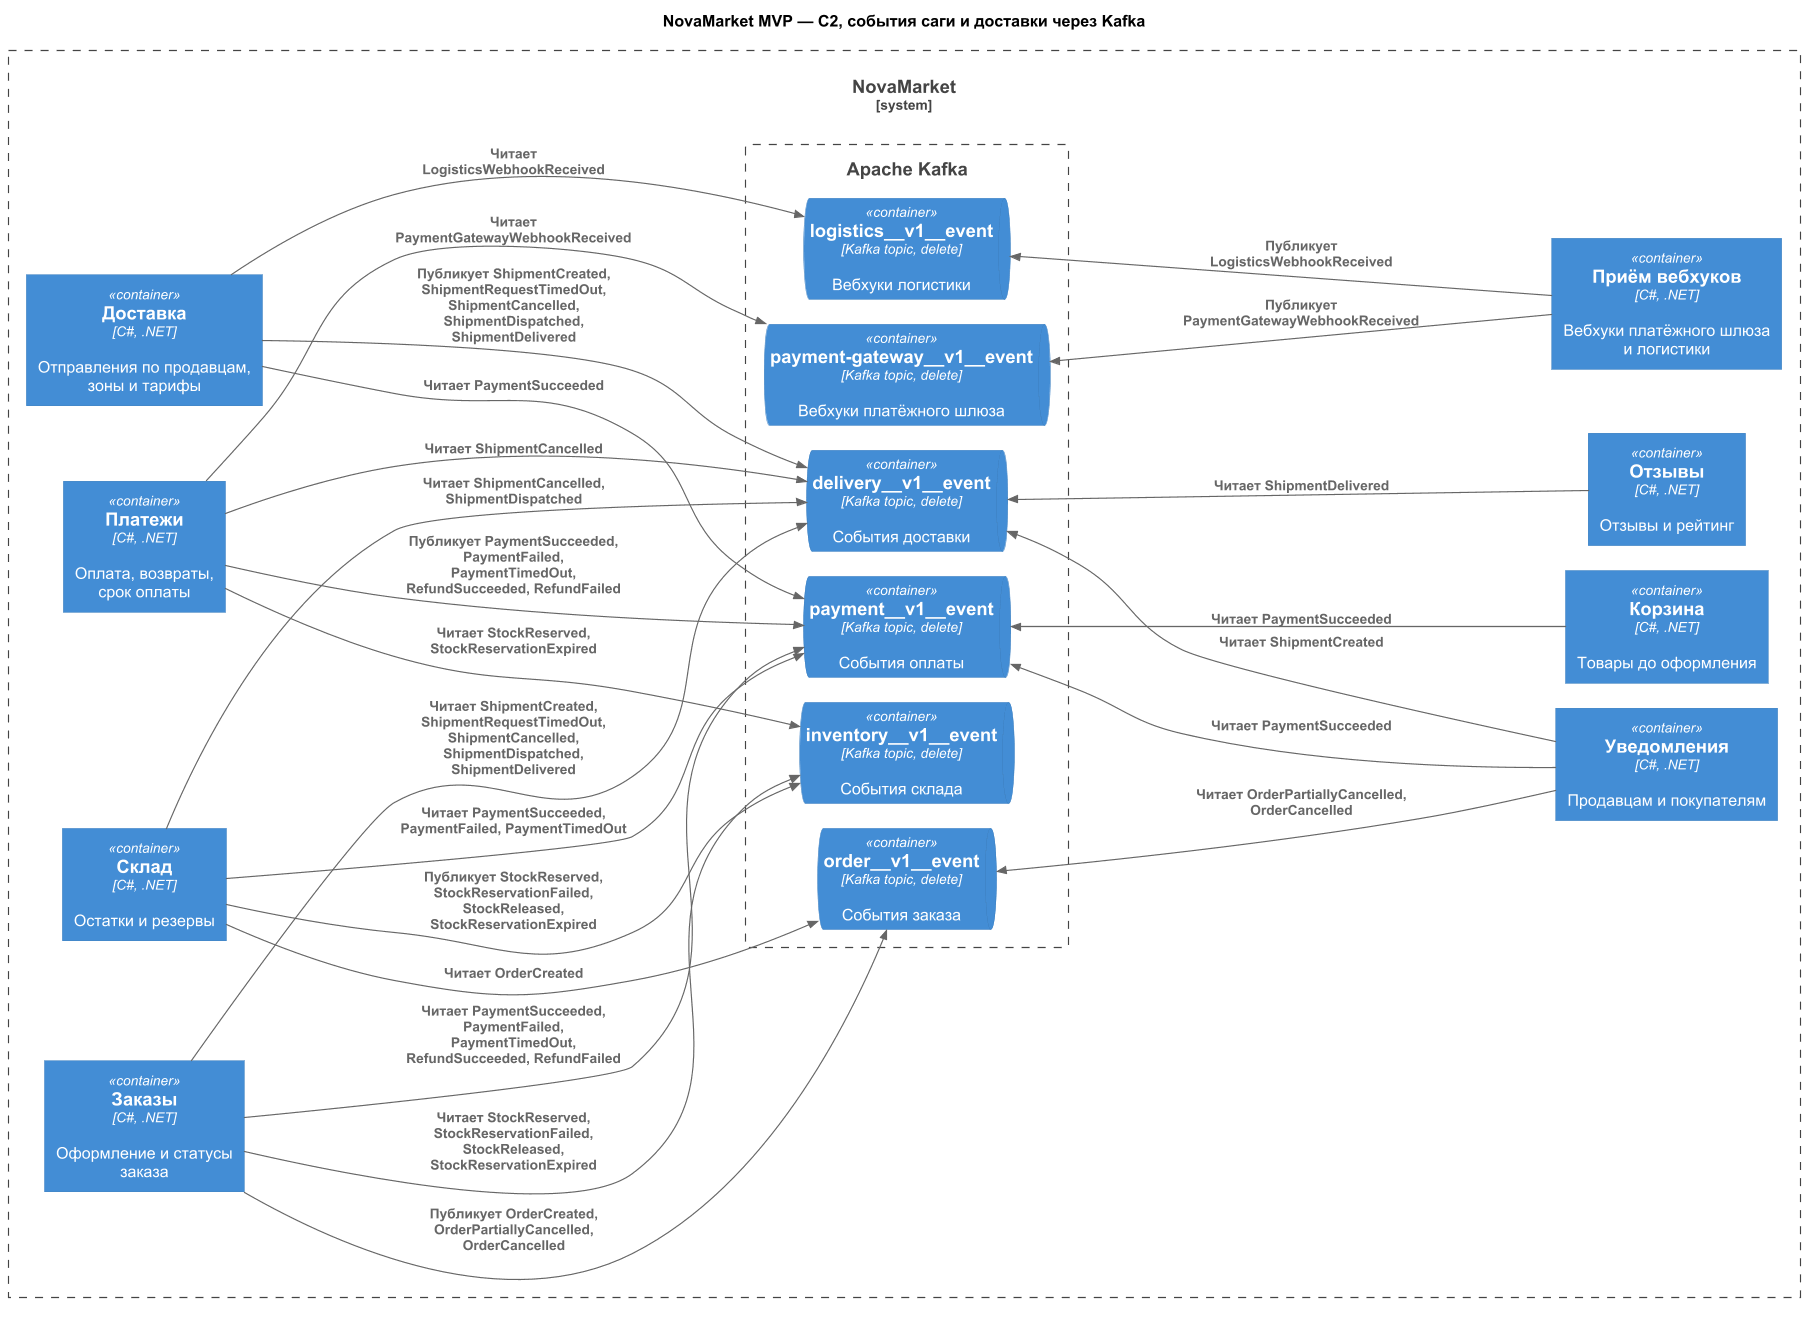 NovaMarket MVP — C2, события саги и доставки через Kafka
NovaMarket
[system]
Apache Kafka
«container»
logistics__v1__event
[Kafka topic, delete]
Вебхуки логистики
«container»
payment-gateway__v1__event
[Kafka topic, delete]
Вебхуки платёжного шлюза
«container»
delivery__v1__event
[Kafka topic, delete]
События доставки
«container»
payment__v1__event
[Kafka topic, delete]
События оплаты
«container»
inventory__v1__event
[Kafka topic, delete]
События склада
«container»
order__v1__event
[Kafka topic, delete]
События заказа
«container»
Доставка
[C#, .NET]
Отправления по продавцам,
зоны и тарифы
«container»
Платежи
[C#, .NET]
Оплата, возвраты,
срок оплаты
«container»
Склад
[C#, .NET]
Остатки и резервы
«container»
Заказы
[C#, .NET]
Оформление и статусы
заказа
«container»
Приём вебхуков
[C#, .NET]
Вебхуки платёжного шлюза
и логистики
«container»
Отзывы
[C#, .NET]
Отзывы и рейтинг
«container»
Корзина
[C#, .NET]
Товары до оформления
«container»
Уведомления
[C#, .NET]
Продавцам и покупателям
Читает
LogisticsWebhookReceived
Читает
PaymentGatewayWebhookReceived
Публикует ShipmentCreated,
ShipmentRequestTimedOut,
ShipmentCancelled,
ShipmentDispatched,
ShipmentDelivered
Читает PaymentSucceeded
Читает ShipmentCancelled
Читает ShipmentCancelled,
ShipmentDispatched
Публикует PaymentSucceeded,
PaymentFailed,
PaymentTimedOut,
RefundSucceeded, RefundFailed
Читает StockReserved,
StockReservationExpired
Читает ShipmentCreated,
ShipmentRequestTimedOut,
ShipmentCancelled,
ShipmentDispatched,
ShipmentDelivered
Читает PaymentSucceeded,
PaymentFailed, PaymentTimedOut
Публикует StockReserved,
StockReservationFailed,
StockReleased,
StockReservationExpired
Читает OrderCreated
Читает PaymentSucceeded,
PaymentFailed,
PaymentTimedOut,
RefundSucceeded, RefundFailed
Читает StockReserved,
StockReservationFailed,
StockReleased,
StockReservationExpired
Публикует OrderCreated,
OrderPartiallyCancelled,
OrderCancelled
Публикует
LogisticsWebhookReceived
Публикует
PaymentGatewayWebhookReceived
Читает ShipmentDelivered
Читает PaymentSucceeded
Читает ShipmentCreated
Читает PaymentSucceeded
Читает OrderPartiallyCancelled,
OrderCancelled